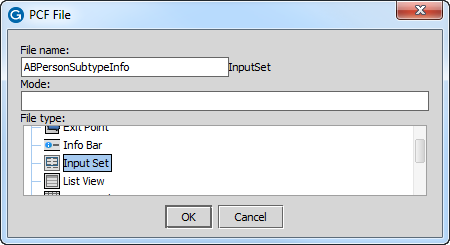 PCF File
File name:
ABPersonSubtypeInfo InputSet
Mode:
File type:
Exit Point
Info Bar
Input Set
List View
OK Cancel